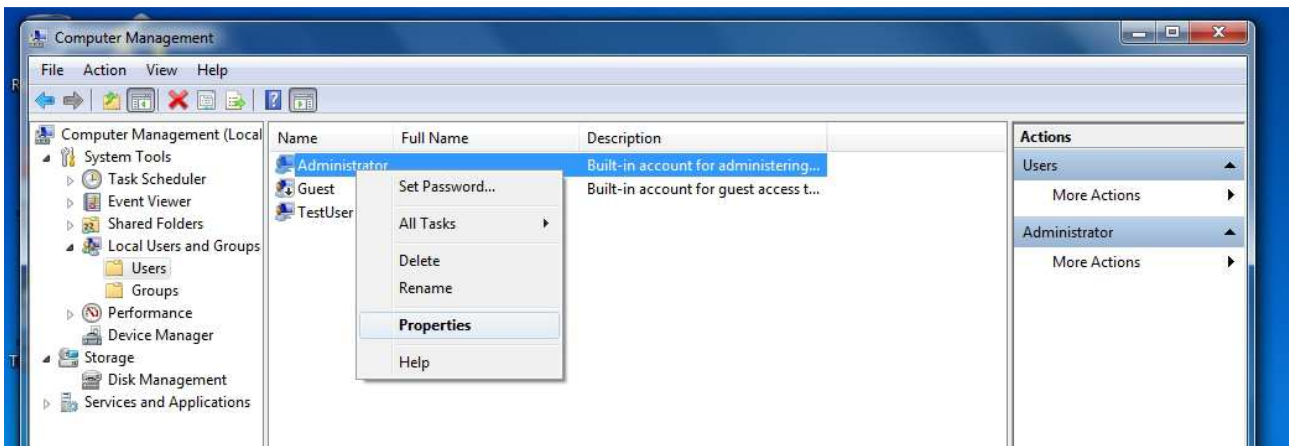 Computer Management
File Action View Help
Computer Management (Local
System Tools
Task Scheduler
Event Viewer
Shared Folders
Local Users and Groups
Users
Groups
Performance
Device Manager
Storage
Disk Management
Services and Applications
Name Full Name Description
Administrator Built-in account for administering...
Guest Built-in account for guest access t...
TestUser
Set Password...
All Tasks
Delete
Rename
Properties
Help
Actions
Users
More Actions
Administrator
More Actions